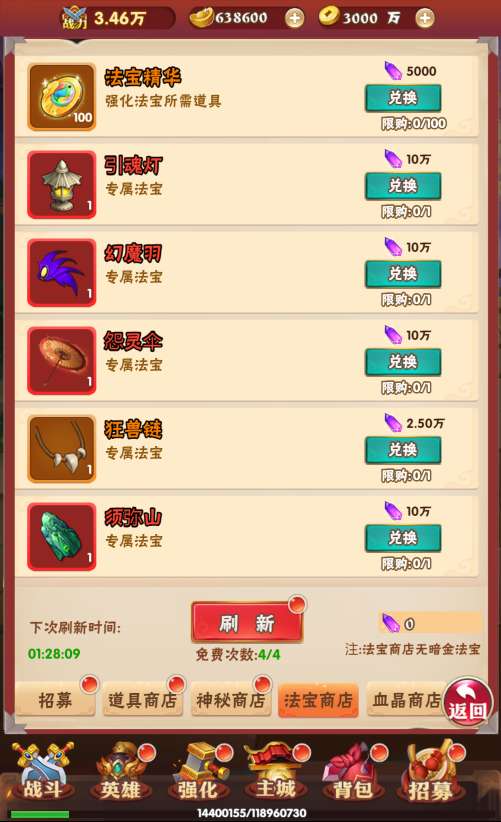 战力 3.46万
638600
3000 万
法宝精华
强化法宝所需道具
100
5000
兑换
限购:0/100
引魂灯
专属法宝
1
10万
兑换
限购:0/1
幻魔羽
专属法宝
1
10万
兑换
限购:0/1
怨灵伞
专属法宝
1
10万
兑换
限购:0/1
狂兽链
专属法宝
1
2.50万
兑换
限购:0/1
须弥山
专属法宝
1
10万
兑换
限购:0/1
下次刷新时间:
01:28:09
刷 新
免费次数:4/4
0
注:法宝商店无暗金法宝
招募 道具商店 神秘商店 法宝商店 血晶商店
返回
战斗 英雄 强化 主城 背包 招募
14400155/118960730